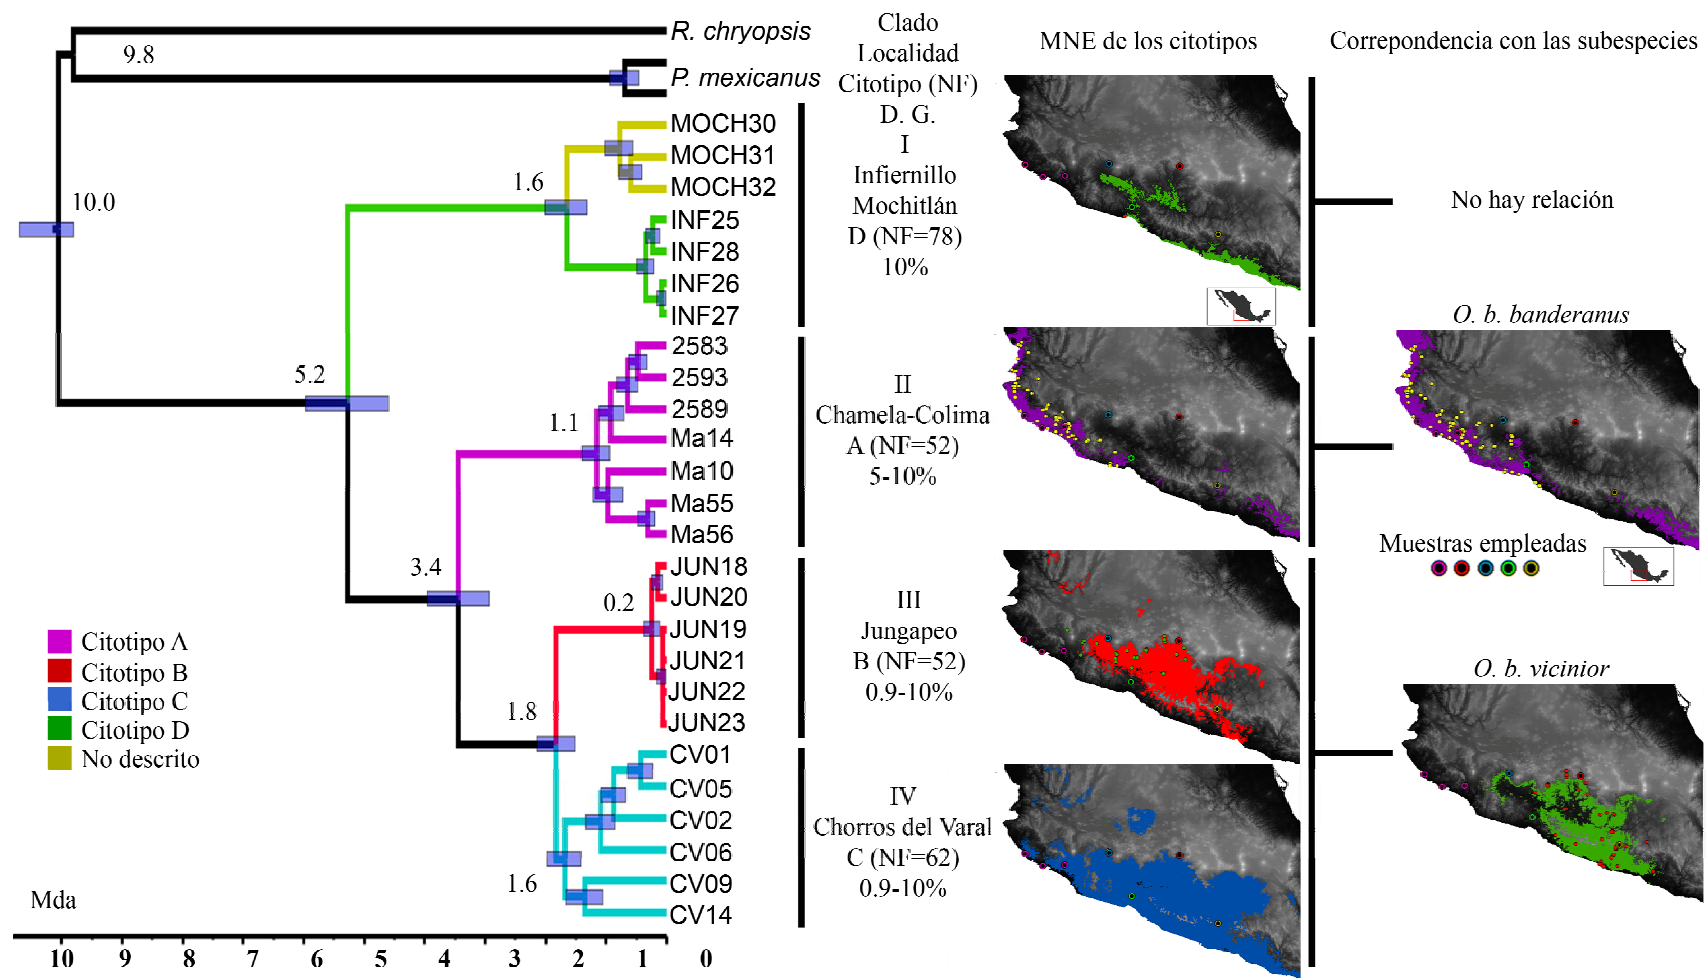 R. chryopsis
9.8
P. mexicanus
MOCH30
MOCH31
1.6
MOCH32
10.0
INF25
INF28
INF26
INF27
2583
5.2
2593
2589
1.1
Ma14
Ma10
Ma55
Ma56
3.4
JUN18
JUN20
0.2
JUN19
JUN21
JUN22
1.8
JUN23
CV01
CV05
CV02
CV06
1.6
CV09
CV14
Citotipo A
Citotipo B
Citotipo C
Citotipo D
No descrito
Mda
10 9 8 7 6 5 4 3 2 1 0
Clado
Localidad
Citotipo (NF)
D. G.
I
Infiernillo
Mochitlán
D (NF=78)
10%
II
Chamela-Colima
A (NF=52)
5-10%
III
Jungapeo
B (NF=52)
0.9-10%
IV
Chorros del Varal
C (NF=62)
0.9-10%
MNE de los citotipos
Correpondencia con las subespecies
No hay relación
O. b. banderanus
Muestras empleadas
O. b. vicinior